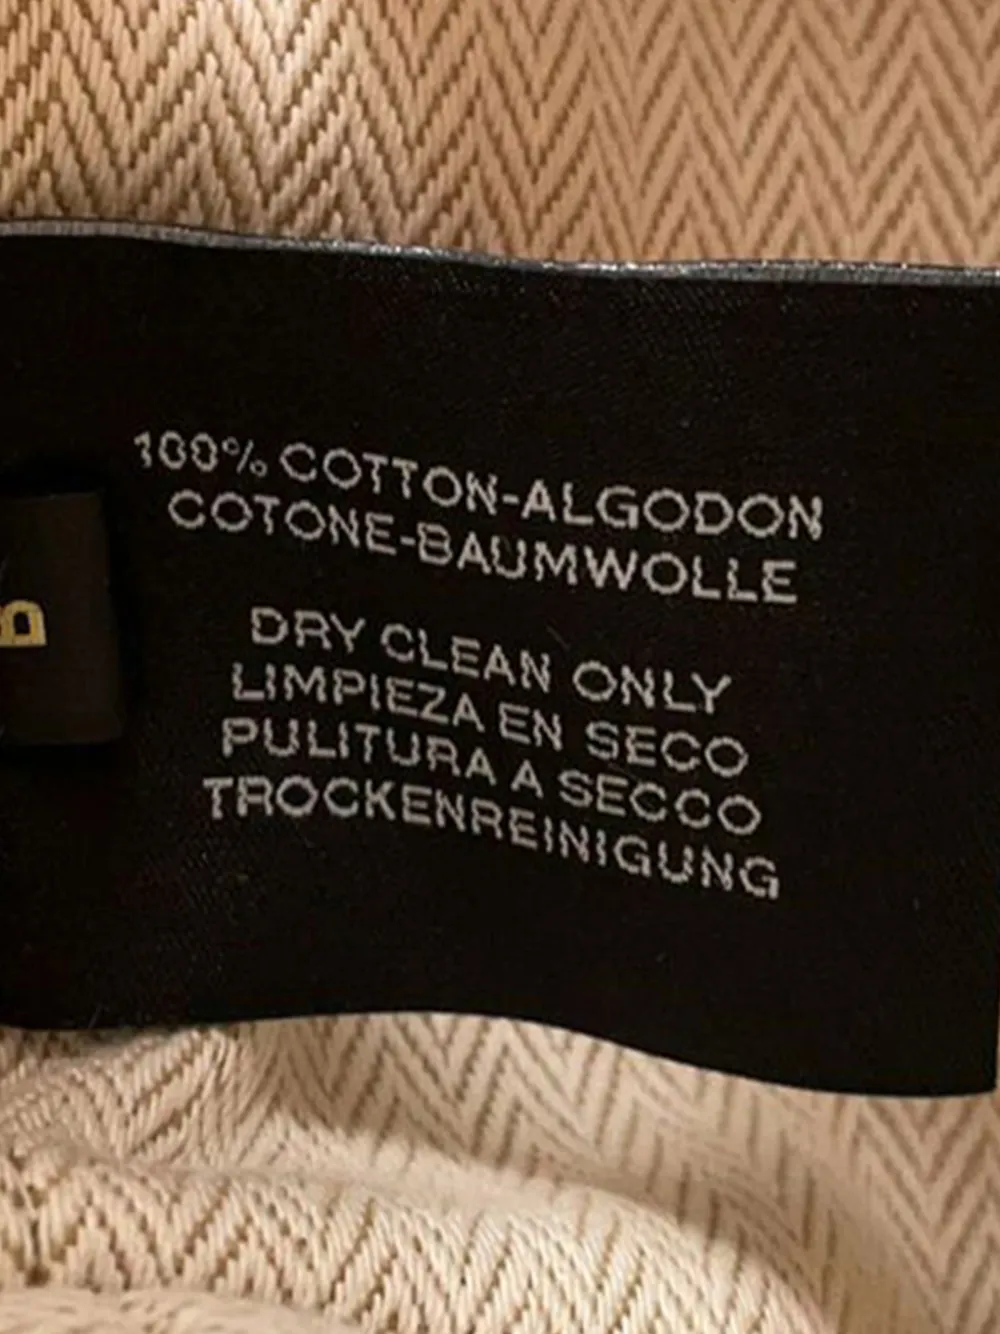 100% COTTON-ALGODON
COTONE-BAUMWOLLE
DRY CLEAN ONLY
LIMPIEZA EN SECO
PULITURA A SECCO
TROCKENREINIGUNG